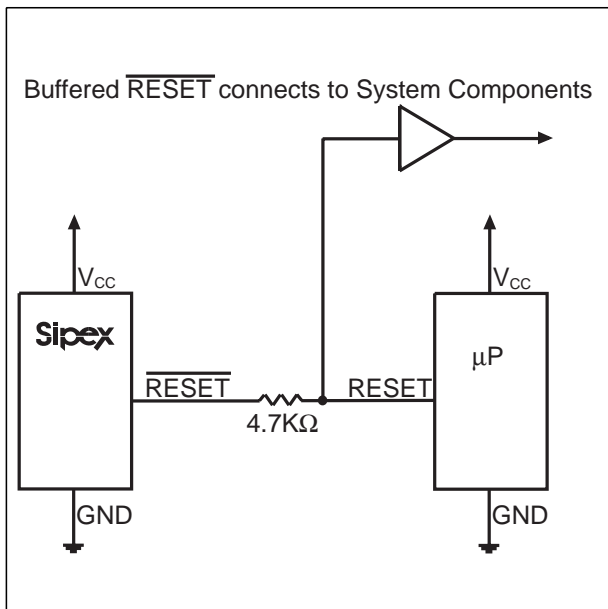 Buffered RESET connects to System Components
VCC
VCC
Sipex
μP
RESET
RESET
4.7KΩ
GND
GND